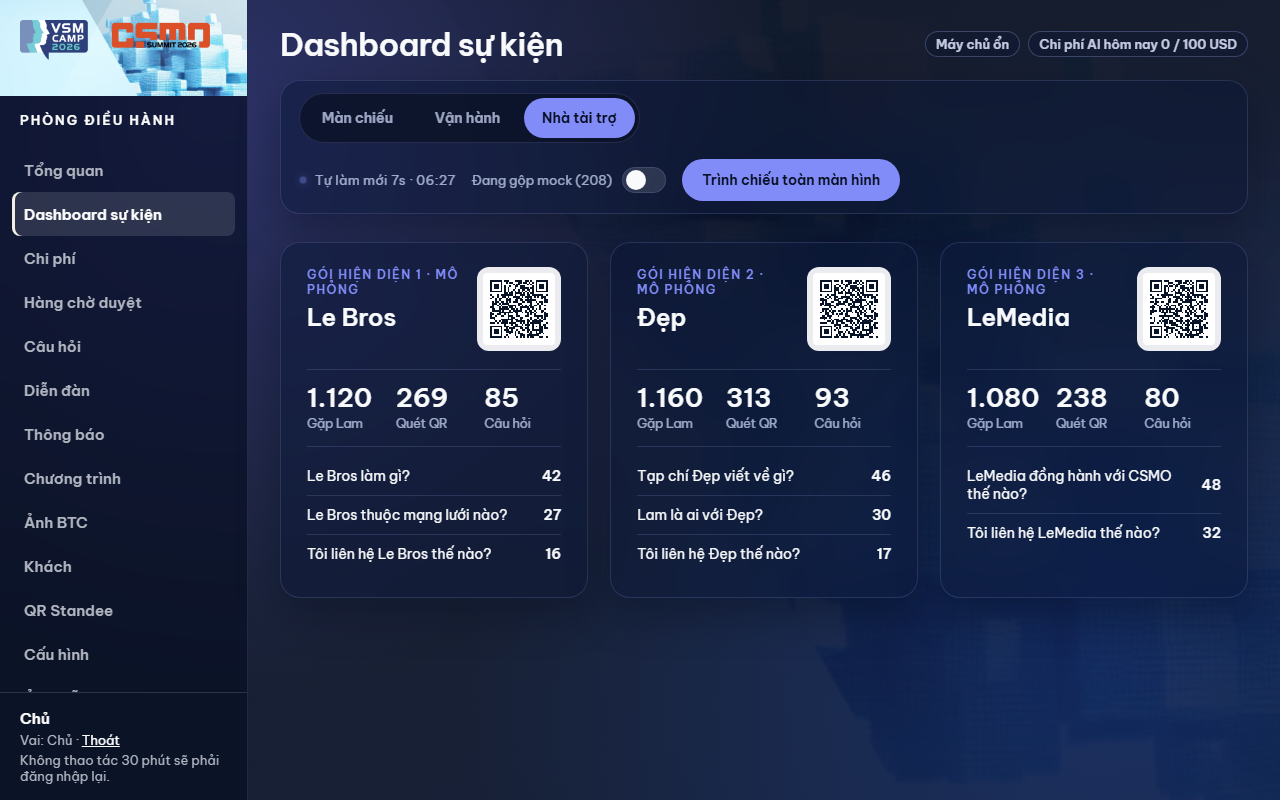 VSM
CAMP
2026
CSMO
SUMMIT 2026
PHÒNG ĐIỀU HÀNH
Tổng quan
Dashboard sự kiện
Chi phí
Hàng chờ duyệt
Câu hỏi
Diễn đàn
Thông báo
Chương trình
Ảnh BTC
Khách
QR Standee
Cấu hình
Chủ
Vai: Chủ · Thoát
Không thao tác 30 phút sẽ phải
đăng nhập lại.
Dashboard sự kiện
Máy chủ ổn
Chi phí AI hôm nay 0 / 100 USD
Màn chiếu
Vận hành
Nhà tài trợ
Tự làm mới 7s · 06:27
Đang gộp mock (208)
Trình chiếu toàn màn hình
GÓI HIỆN DIỆN 1 · MÔ
PHỎNG
Le Bros
1.120
269
85
Gặp Lam
Quét QR
Câu hỏi
Le Bros làm gì?
42
Le Bros thuộc mạng lưới nào?
27
Tôi liên hệ Le Bros thế nào?
16
GÓI HIỆN DIỆN 2 ·
MÔ PHỎNG
Đẹp
1.160
313
93
Gặp Lam
Quét QR
Câu hỏi
Tạp chí Đẹp viết về gì?
46
Lam là ai với Đẹp?
30
Tôi liên hệ Đẹp thế nào?
17
GÓI HIỆN DIỆN 3 ·
MÔ PHỎNG
LeMedia
1.080
238
80
Gặp Lam
Quét QR
Câu hỏi
LeMedia đồng hành với CSMO
thế nào?
48
Tôi liên hệ LeMedia thế nào?
32